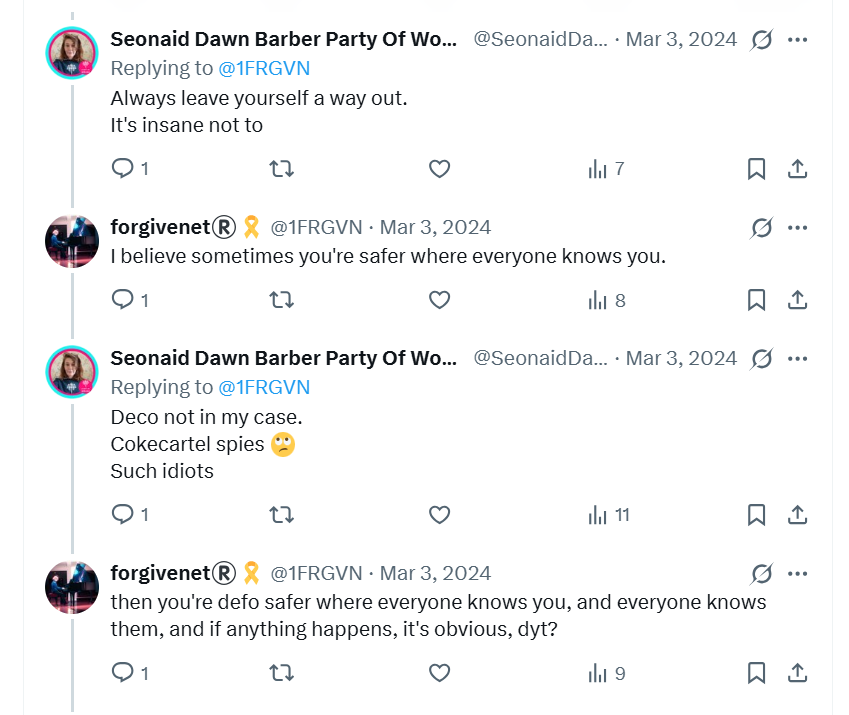 Seonaid Dawn Barber Party Of Wo... @SeonaidDa... · Mar 3, 2024
Replying to @1FRGVN
Always leave yourself a way out.
It's insane not to
1 7
forgivenet®🎗 @1FRGVN · Mar 3, 2024
I believe sometimes you're safer where everyone knows you.
1 8
Seonaid Dawn Barber Party Of Wo... @SeonaidDa... · Mar 3, 2024
Replying to @1FRGVN
Deco not in my case.
Cokecartel spies 🙄
Such idiots
1 11
forgivenet®🎗 @1FRGVN · Mar 3, 2024
then you're defo safer where everyone knows you, and everyone knows
them, and if anything happens, it's obvious, dyt?
1 9